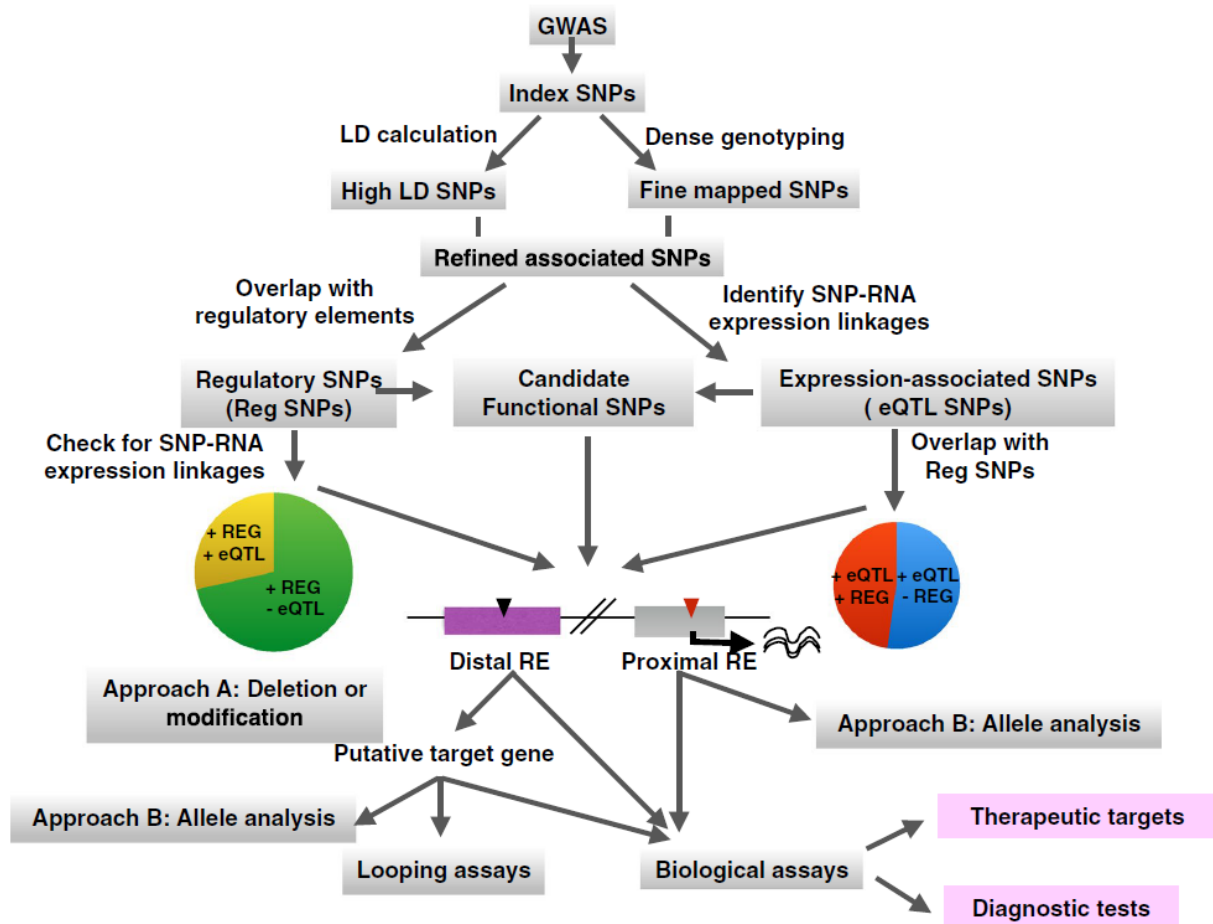 GWAS
Index SNPs
LD calculation
Dense genotyping
High LD SNPs
Fine mapped SNPs
Refined associated SNPs
Overlap with
regulatory elements
Identify SNP-RNA
expression linkages
Regulatory SNPs
(Reg SNPs)
Candidate
Functional SNPs
Expression-associated SNPs
( eQTL SNPs)
Check for SNP-RNA
expression linkages
Overlap with
Reg SNPs
+ REG
+ eQTL
+ REG
- eQTL
+ eQTL
+ REG
+ eQTL
- REG
Distal RE
Proximal RE
Approach A: Deletion or
modification
Approach B: Allele analysis
Putative target gene
Approach B: Allele analysis
Looping assays
Biological assays
Therapeutic targets
Diagnostic tests